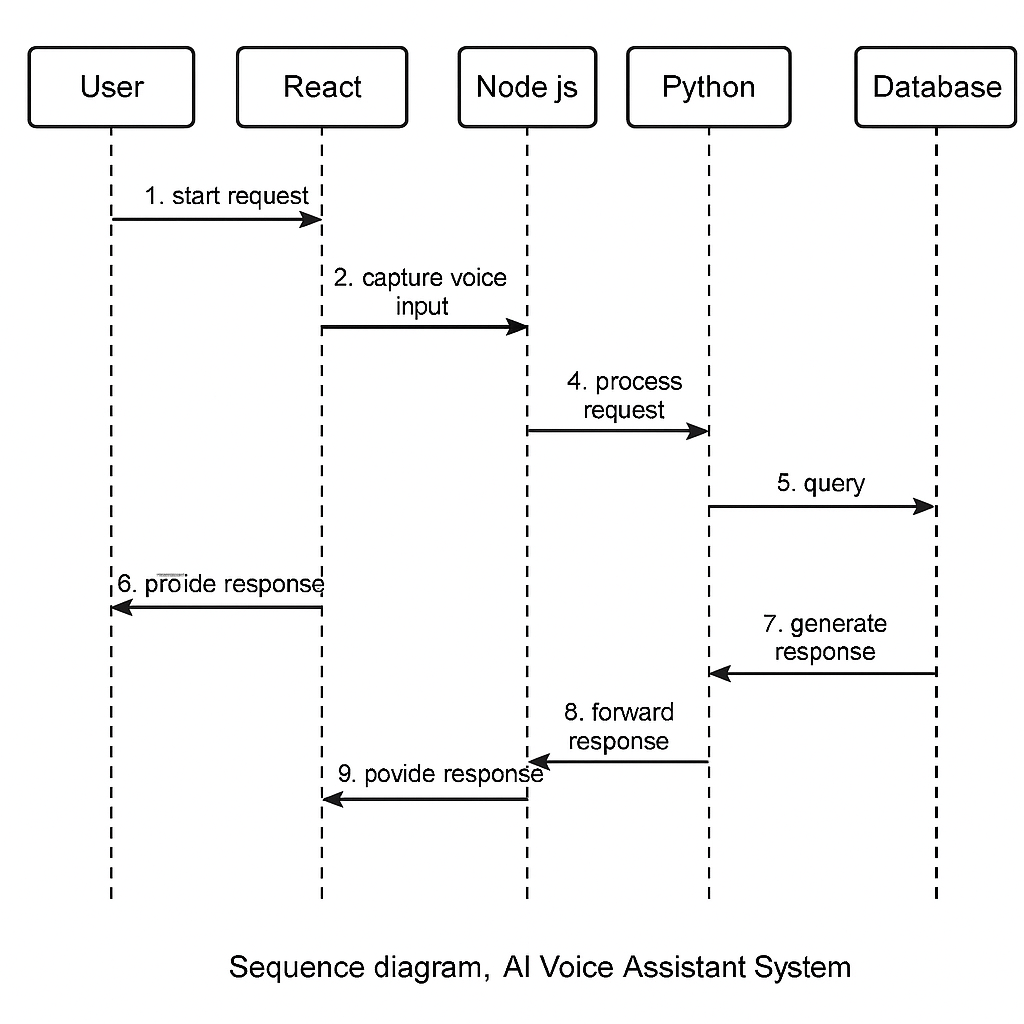 User
React
Node js
Python
Database
1. start request
2. capture voice
input
4. process
request
5. query
6. proide response
7. generate
response
8. forward
response
9. povide response
Sequence diagram, AI Voice Assistant System